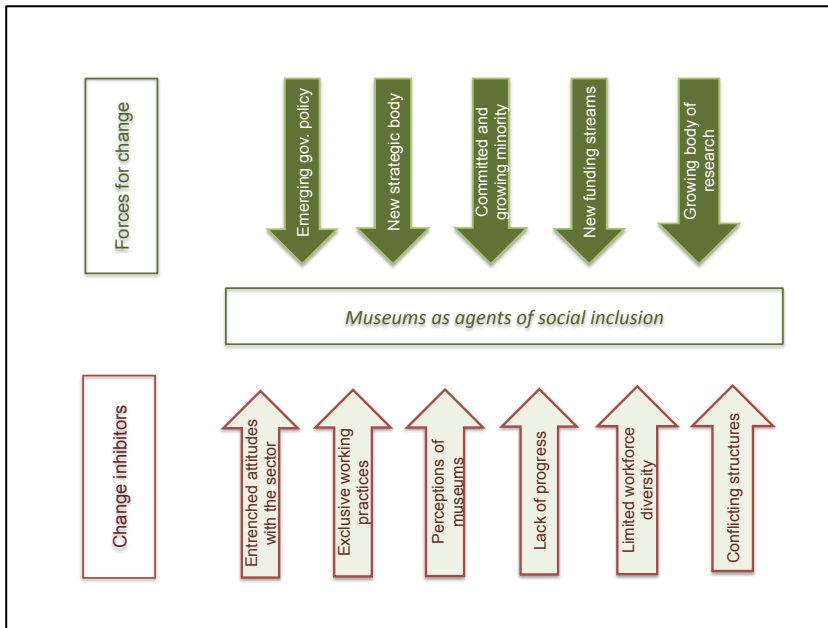 Forces for change
Emerging gov. policy
New strategic body
Committed and
growing minority
New funding streams
Growing body of
research
Museums as agents of social inclusion
Change inhibitors
Entrenched attitudes
with the sector
Exclusive working
practices
Perceptions of
museums
Lack of progress
Limited workforce
diversity
Conflicting structures